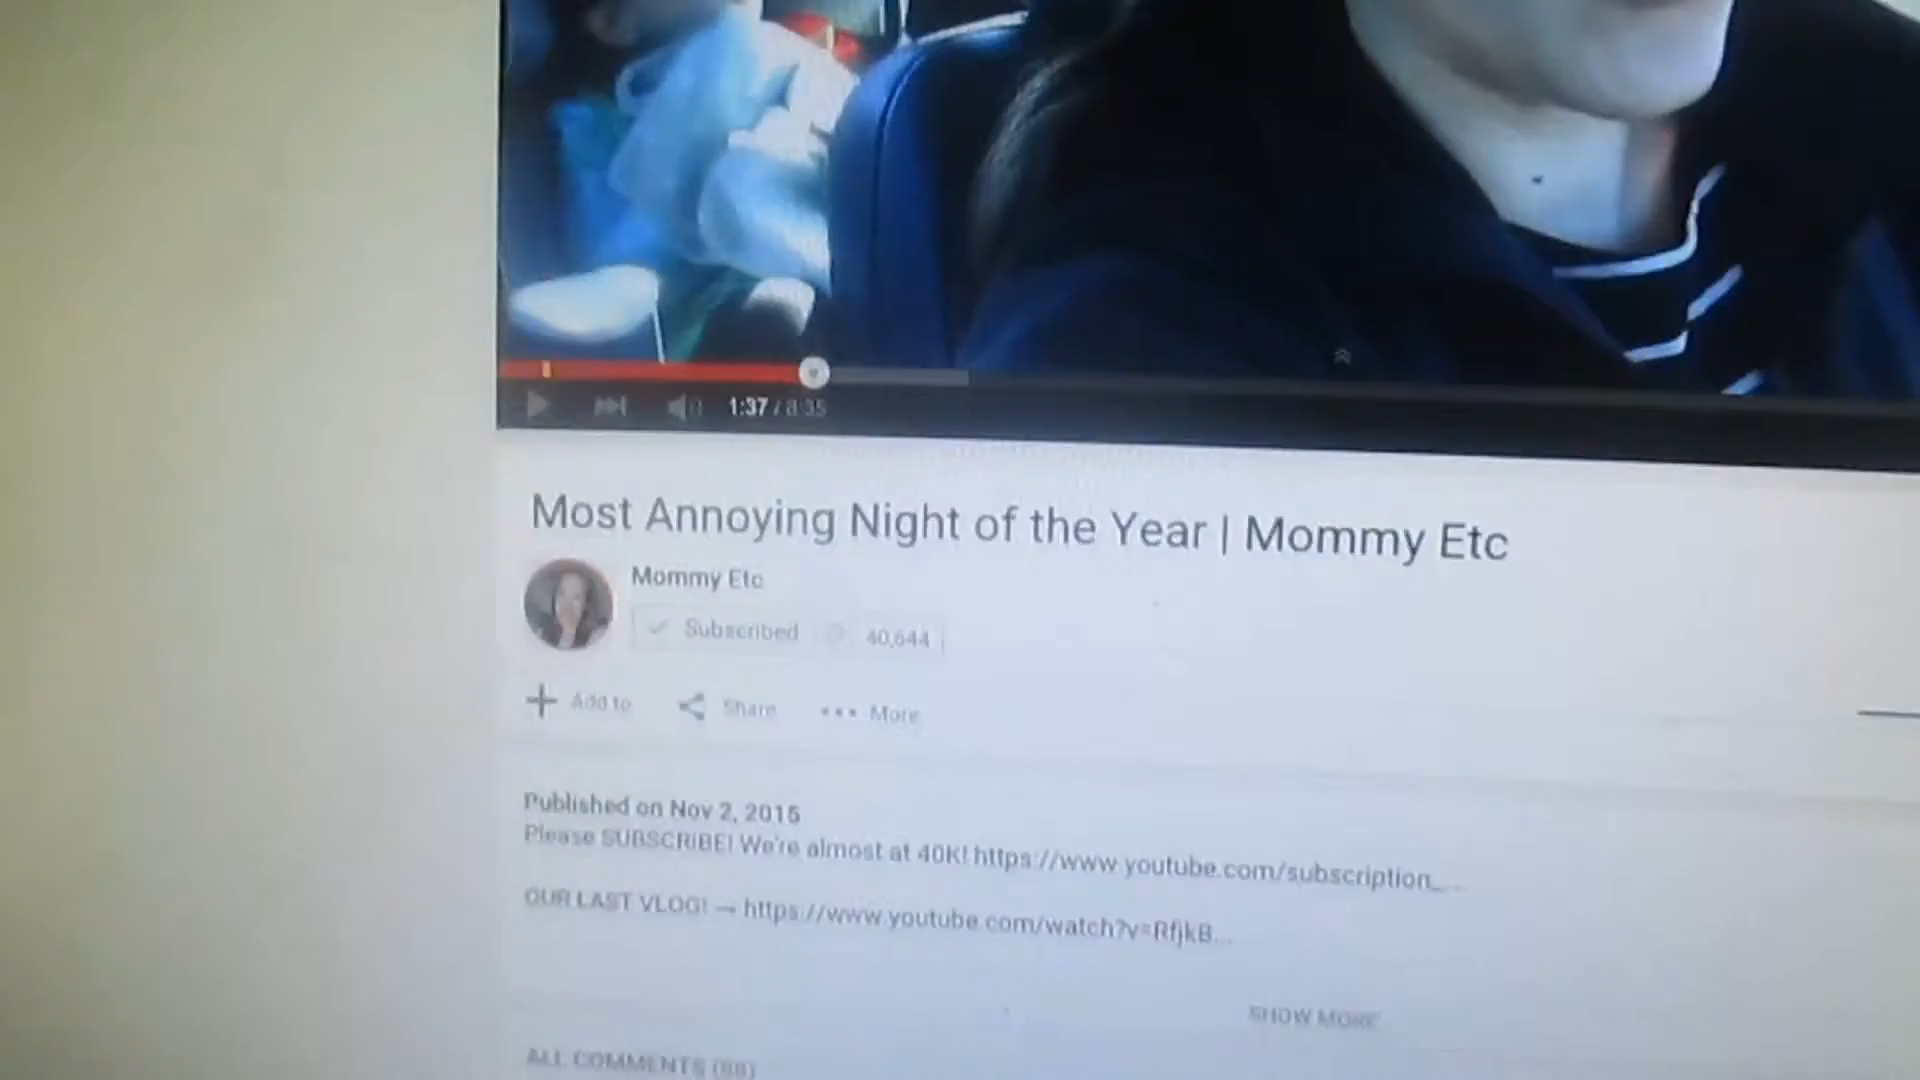 1:37 / 8:35
Most Annoying Night of the Year | Mommy Etc
Mommy Etc
Subscribed 40,644
Add to Share More
Published on Nov 2, 2015
Please SUBSCRIBE! We're almost at 40K! https://www.youtube.com/subscription_...
OUR LAST VLOG! → https://www.youtube.com/watch?v=RfjkB...
SHOW MORE
ALL COMMENTS